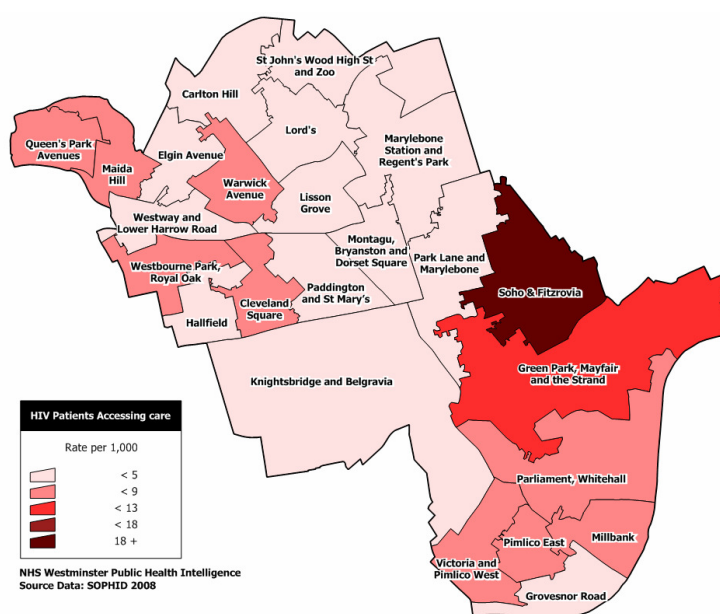 St John's Wood High St
and Zoo
Carlton Hill
Lord's
Marylebone
Station and
Regent's Park
Queen's Park
Avenues
Maida
Hill
Elgin Avenue
Warwick
Avenue
Lisson
Grove
Westway and
Lower Harrow Road
Montagu,
Bryanston and
Dorset Square
Park Lane and
Marylebone
Westbourne Park,
Royal Oak
Soho & Fitzrovia
Paddington
and St Mary's
Cleveland
Square
Hallfield
Green Park, Mayfair
and the Strand
Knightsbridge and Belgravia
Parliament, Whitehall
Pimlico East
Millbank
Victoria and
Pimlico West
Grovesnor Road
HIV Patients Accessing care
Rate per 1,000
< 5
< 9
< 13
< 18
18 +
NHS Westminster Public Health Intelligence
Source Data: SOPHID 2008